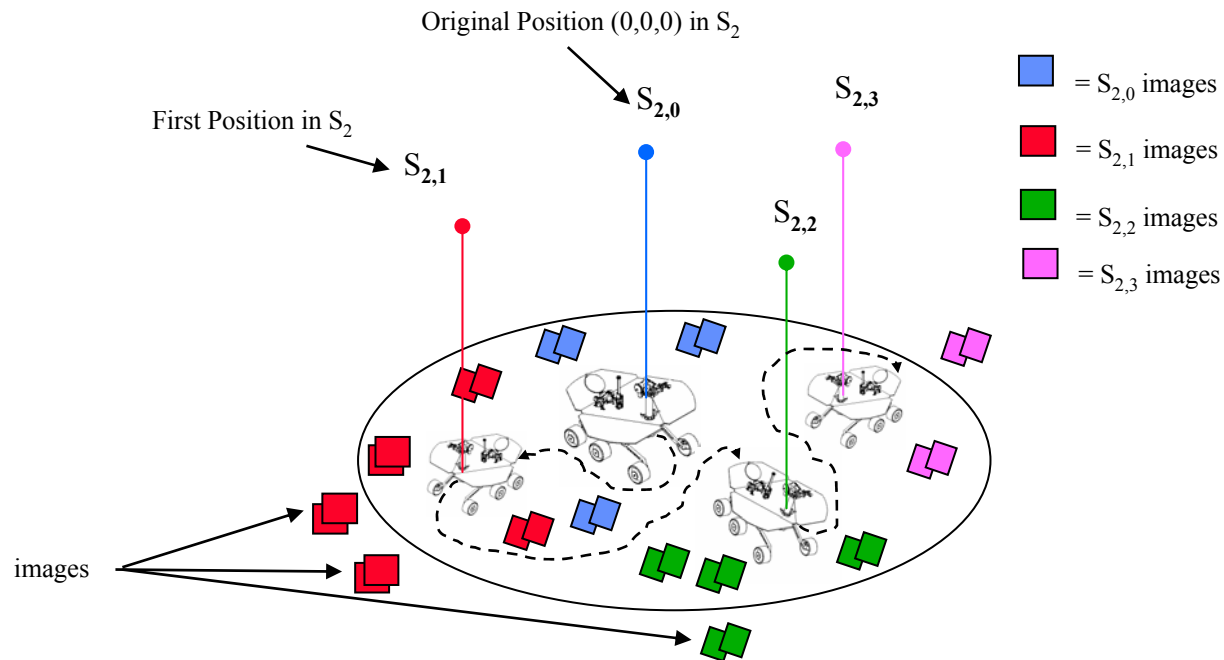 Original Position (0,0,0) in S2
S2,0
S2,3
= S2,0 images
First Position in S2
S2,1
= S2,1 images
S2,2
= S2,2 images
= S2,3 images
images